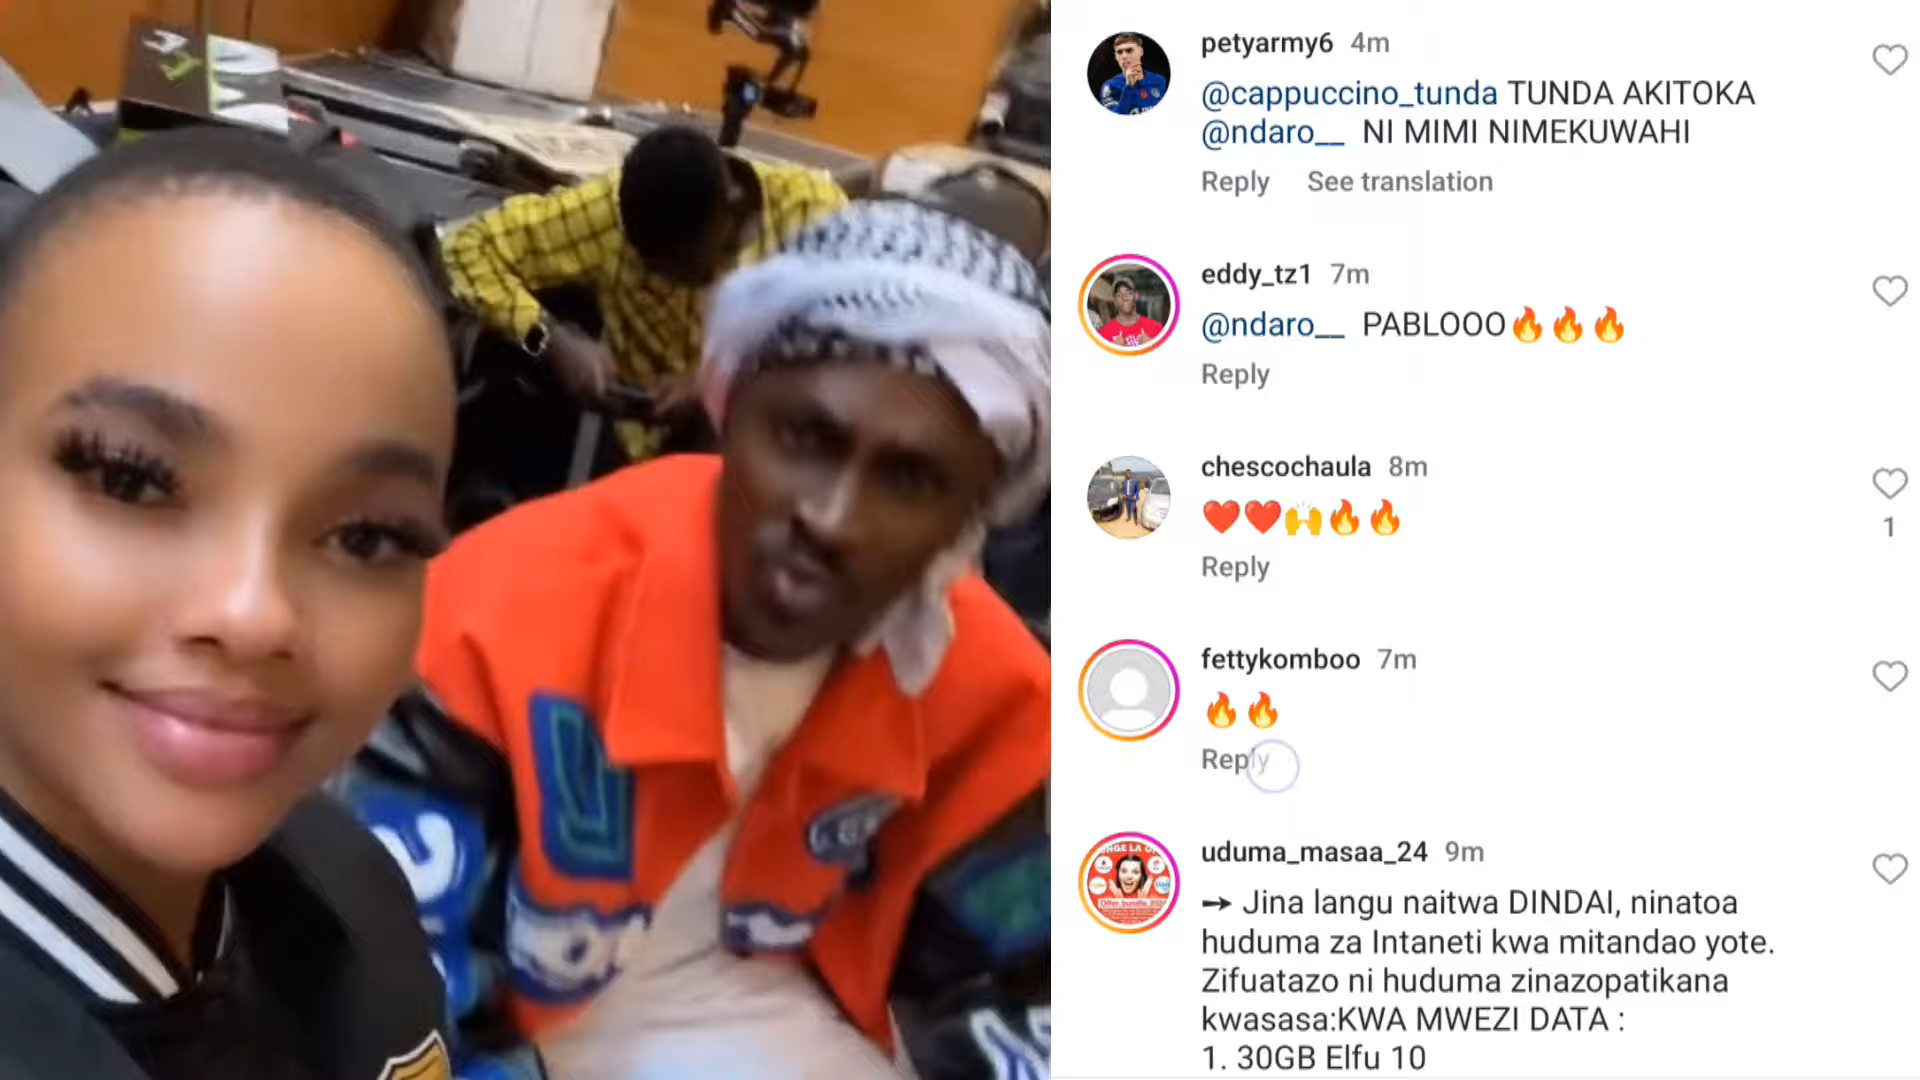 petyarmy6 4m
@cappuccino_tunda TUNDA AKITOKA
@ndaro__ NI MIMI NIMEKUWAHI
Reply See translation
eddy_tz1 7m
@ndaro__ PABLOOO🔥🔥🔥
Reply
chescochaula 8m
❤️❤️🙌🔥🔥
1
Reply
fettykomboo 7m
🔥🔥
Reply
uduma_masaa_24 9m
➙ Jina langu naitwa DINDAI, ninatoa
huduma za Intaneti kwa mitandao yote.
Zifuatazo ni huduma zinazopatikana
kwasasa:KWA MWEZI DATA :
1. 30GB Elfu 10